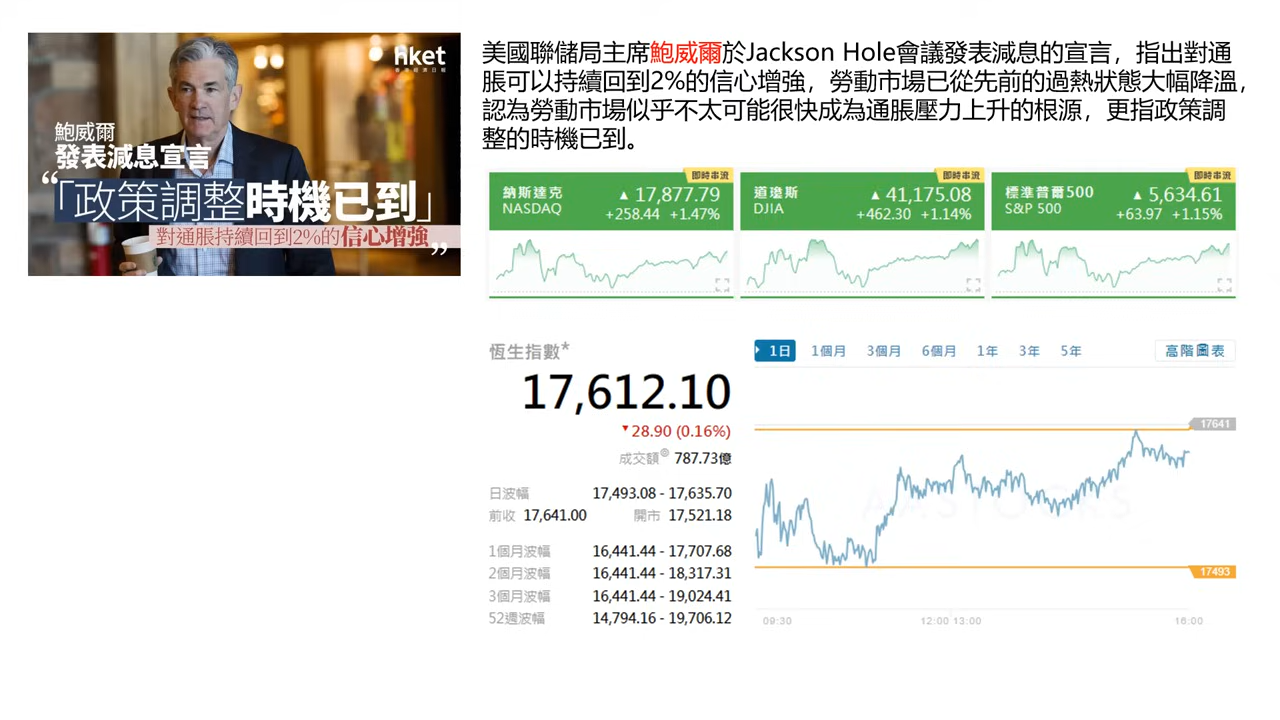 hket
香港經濟日報
鮑威爾
發表減息宣言
“「政策調整時機已到」
對通脹持續回到2%的信心增強”
美國聯儲局主席鮑威爾於Jackson Hole會議發表減息的宣言，指出對通
脹可以持續回到2%的信心增強，勞動市場已從先前的過熱狀態大幅降溫，
認為勞動市場似乎不太可能很快成為通脹壓力上升的根源，更指政策調
整的時機已到。
即時串流
納斯達克 ▲ 17,877.79
NASDAQ +258.44 +1.47%
即時串流
道瓊斯 ▲ 41,175.08
DJIA +462.30 +1.14%
即時串流
標準普爾500 ▲ 5,634.61
S&P 500 +63.97 +1.15%
恆生指數*
17,612.10
▼28.90 (0.16%)
成交額 787.73億
日波幅 17,493.08 - 17,635.70
前收 17,641.00 開市 17,521.18
1個月波幅 16,441.44 - 17,707.68
2個月波幅 16,441.44 - 18,317.31
3個月波幅 16,441.44 - 19,024.41
52週波幅 14,794.16 - 19,706.12
1日 1個月 3個月 6個月 1年 3年 5年 高階圖表
17641
AASTOCKS
17493
09:30 12:00 13:00 16:00